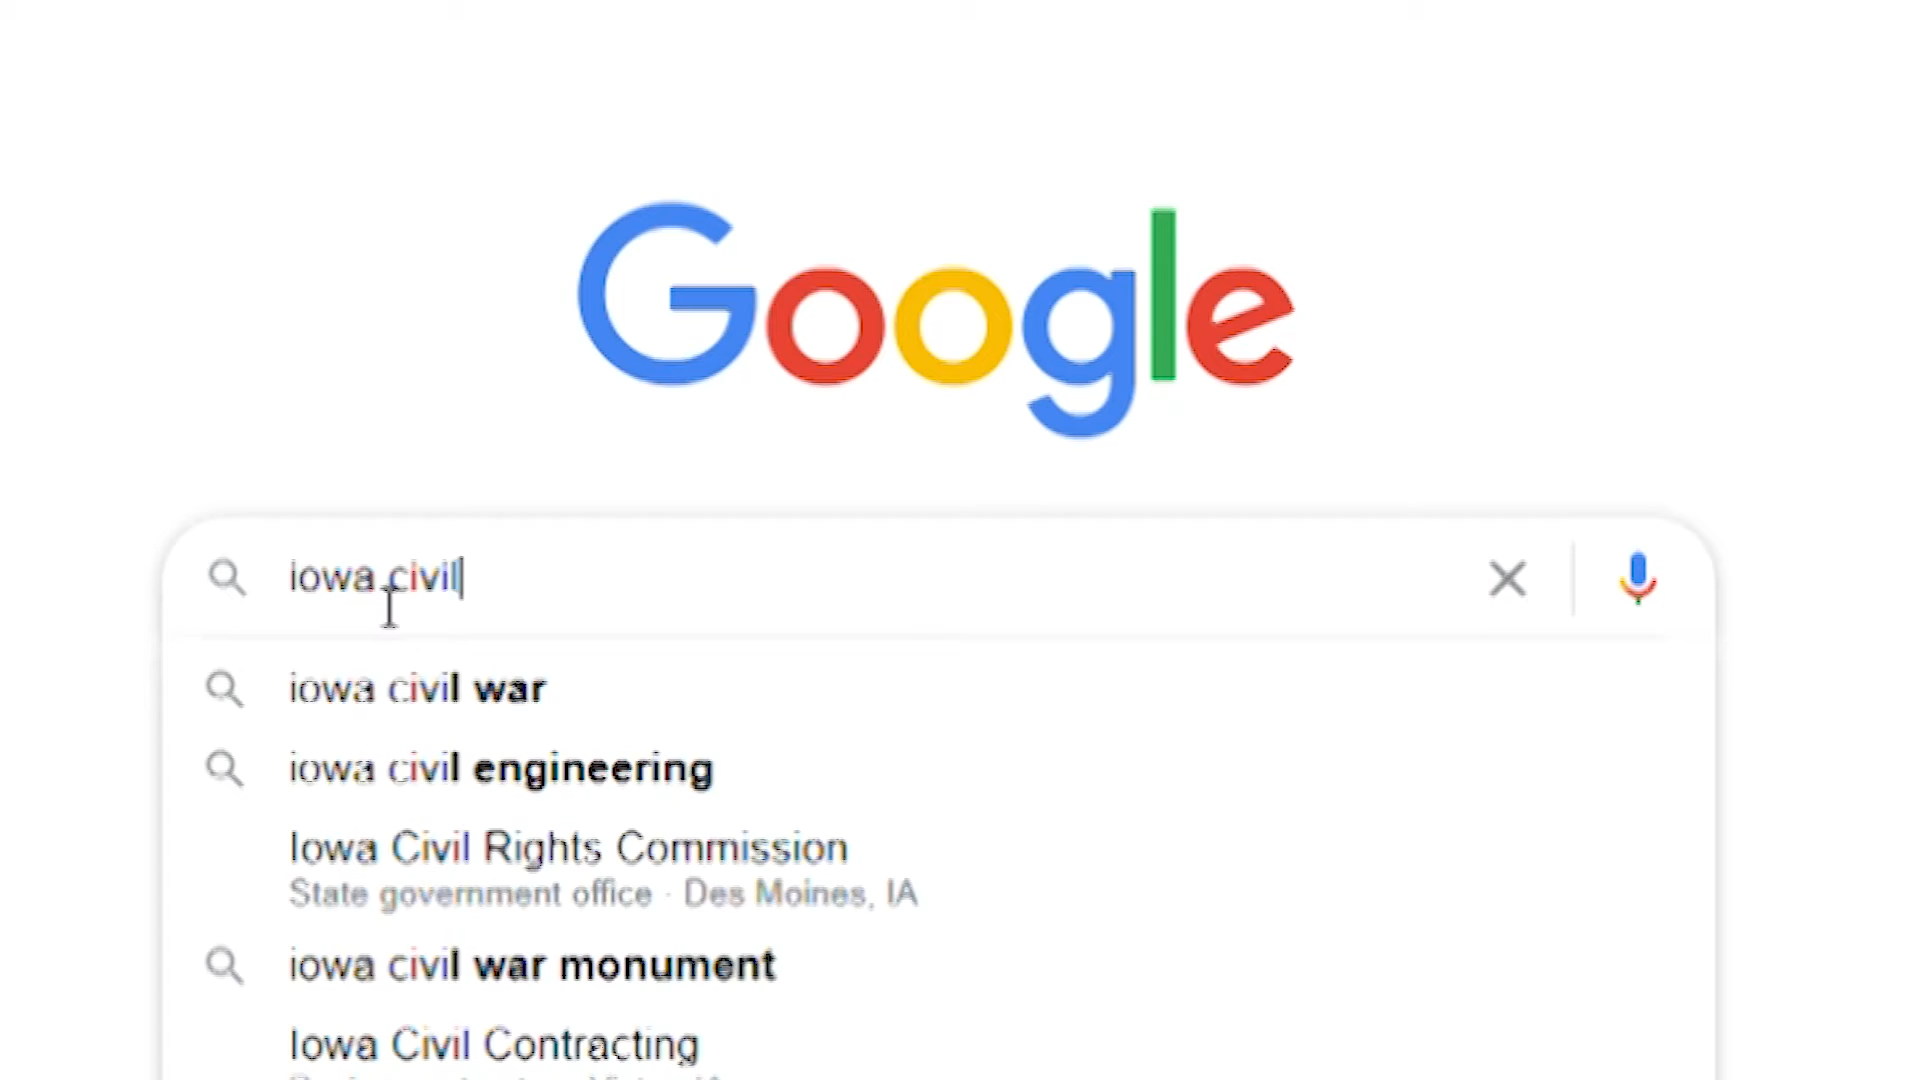 Google
iowa civil
iowa civil war
iowa civil engineering
Iowa Civil Rights Commission
State government office · Des Moines, IA
iowa civil war monument
Iowa Civil Contracting